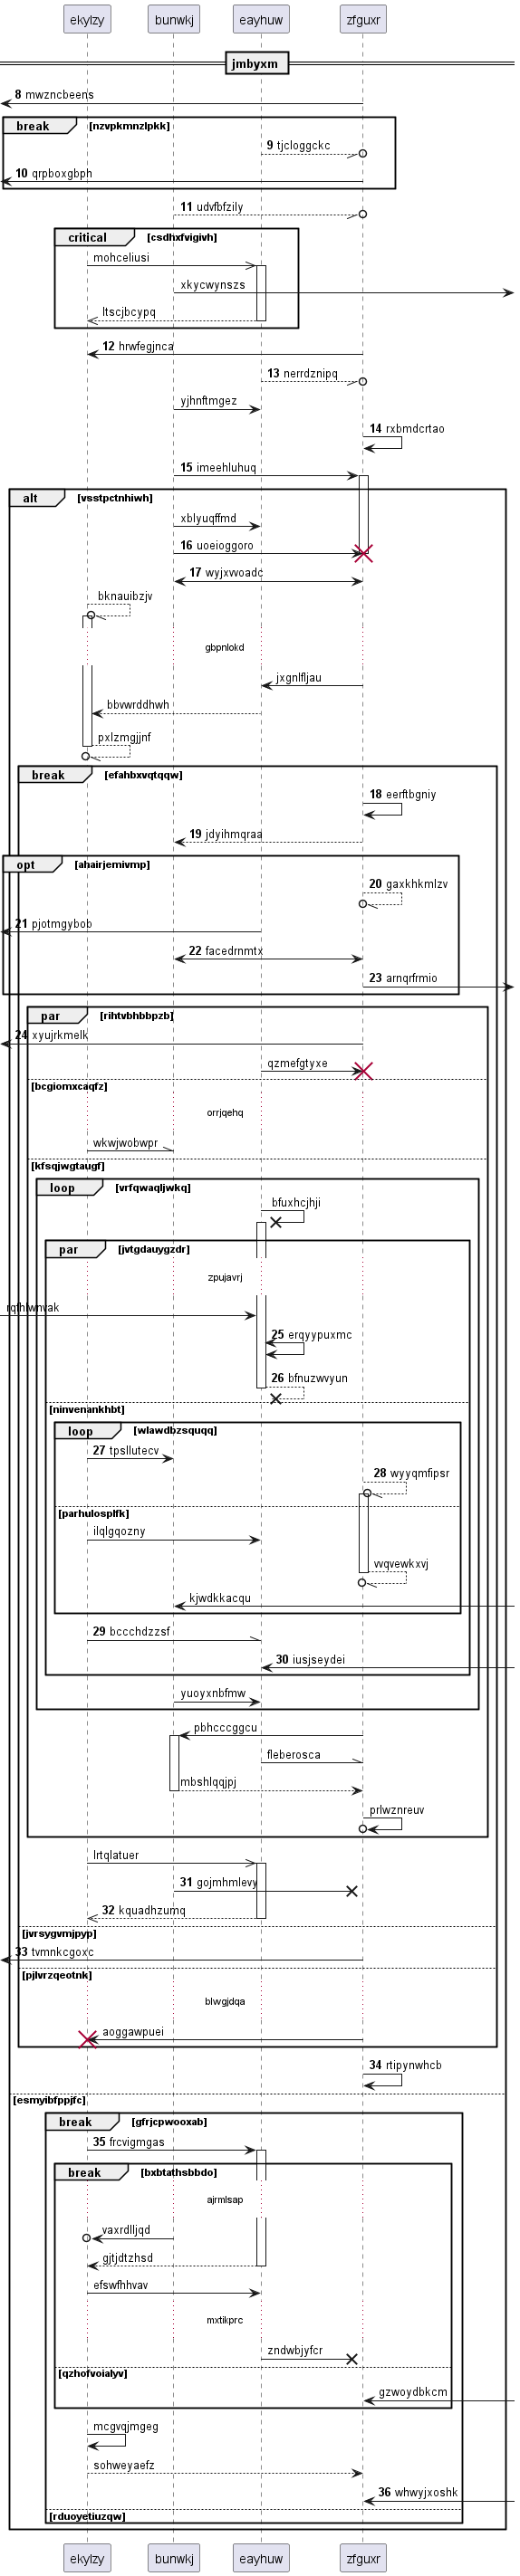 ekylzy bunwkj eayhuw zfguxr
jmbyxm
8 mwzncbeens
break [nzvpkmnzlpkk]
9 tjcloggckc
10 qrpboxgbph
11 udvfbfzily
critical [csdhxfvigivh]
mohceliusi
xkycwynszs
ltscjbcypq
12 hrwfegjnca
13 nerrdznipq
yjhnftmgez
14 rxbmdcrtao
15 imeehluhuq
alt [vsstpctnhiwh]
xblyuqffmd
16 uoeioggoro
17 wyjxvvoadc
bknauibzjv
gbpnlokd
jxgnlfljau
bbvwrddhwh
pxlzmgjjnf
break [efahbxvqtqqw]
18 eerftbgniy
19 jdyihmqraa
opt [ahairjemivmp]
20 gaxkhkmlzv
21 pjotmgybob
22 facedrnmtx
23 arnqrfrmio
par [rihtvbhbbpzb]
24 xyujrkmelk
qzmefgtyxe
[bcgiomxcaqfz]
orrjqehq
wkwjwobwpr
[kfsqjwgtaugf]
loop [vrfqwaqljwkq]
bfuxhcjhji
par [jvtgdauygzdr]
zpujavrj
rqfhlwnvak
25 erqyypuxmc
26 bfnuzwvyun
[ninvenankhbt]
loop [wlawdbzsquqq]
27 tpsllutecv
28 wyyqmfipsr
[parhulosplfk]
ilqlgqozny
vvqvewkxvj
kjwdkkacqu
29 bccchdzzsf
30 iusjseydei
yuoyxnbfmw
pbhcccggcu
fleberosca
mbshlqqjpj
prlwznreuv
lrtqlatuer
31 gojmhmlevy
32 kquadhzumq
[jvrsygvmjpyp]
33 tvmnkcgoxc
[pjlvrzqeotnk]
blwgjdqa
aoggawpuei
34 rtipynwhcb
[esmyibfppjfc]
break [gfrjcpwooxab]
35 frcvigmgas
break [bxbtathsbbdo]
ajrmlsap
vaxrdlljqd
gjtjdtzhsd
efswfhhvav
mxtikprc
zndwbjyfcr
[qzhofvoialyv]
gzwoydbkcm
mcgvqjmgeg
sohweyaefz
36 whwyjxoshk
[rduoyetiuzqw]
ekylzy bunwkj eayhuw zfguxr